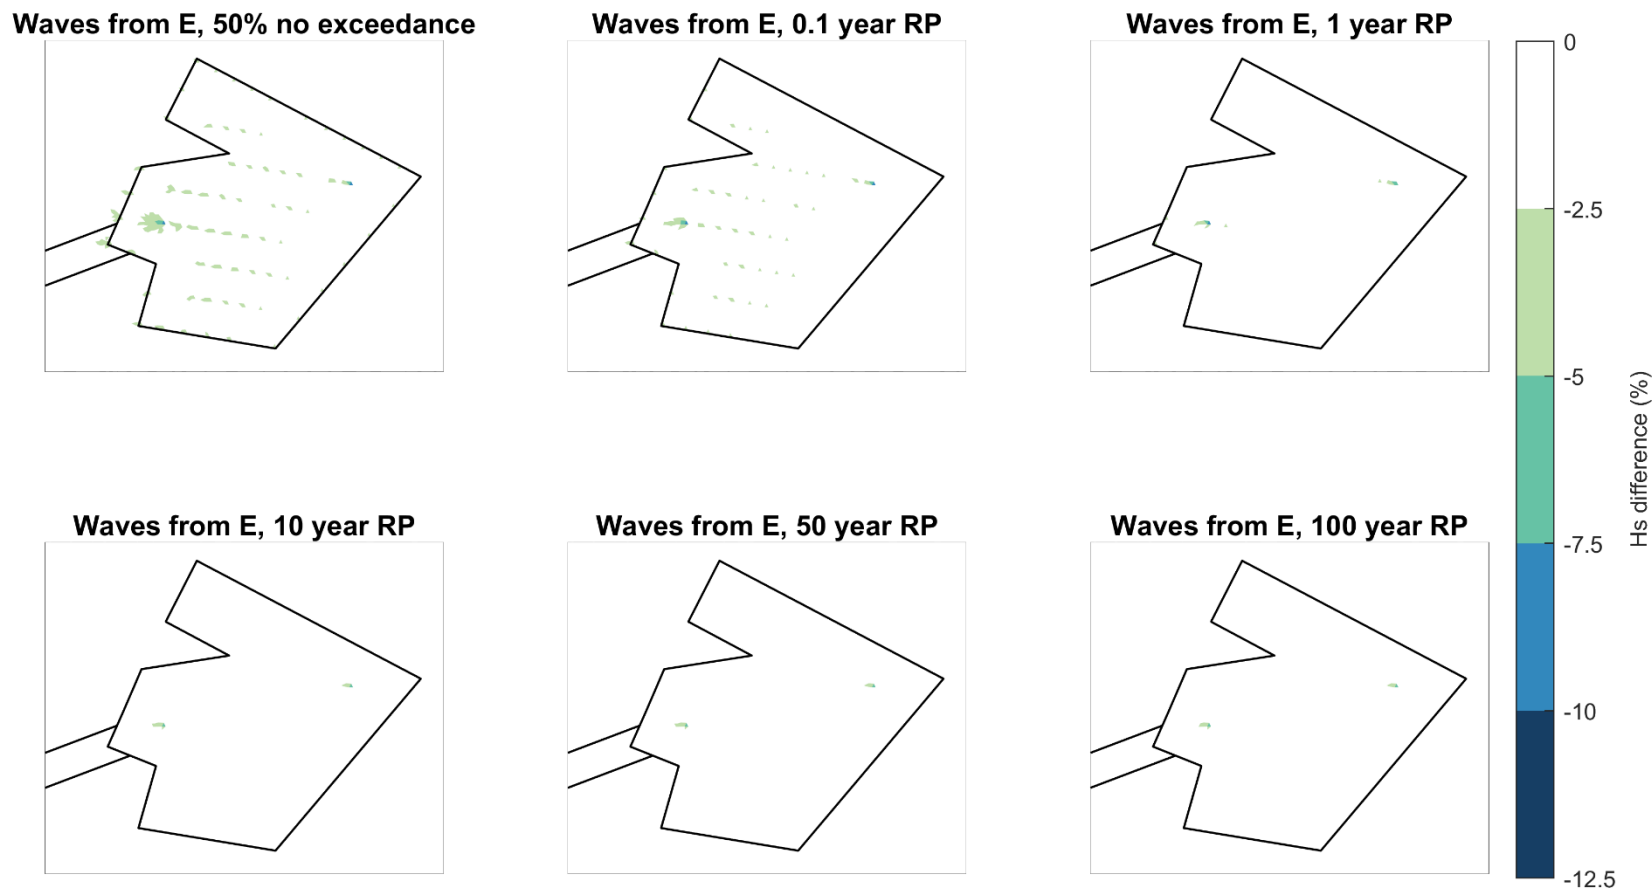 Waves from E, 50% no exceedance
Waves from E, 0.1 year RP
Waves from E, 1 year RP
0
-2.5
-5
-7.5
-10
-12.5
Hs difference (%)
Waves from E, 10 year RP
Waves from E, 50 year RP
Waves from E, 100 year RP